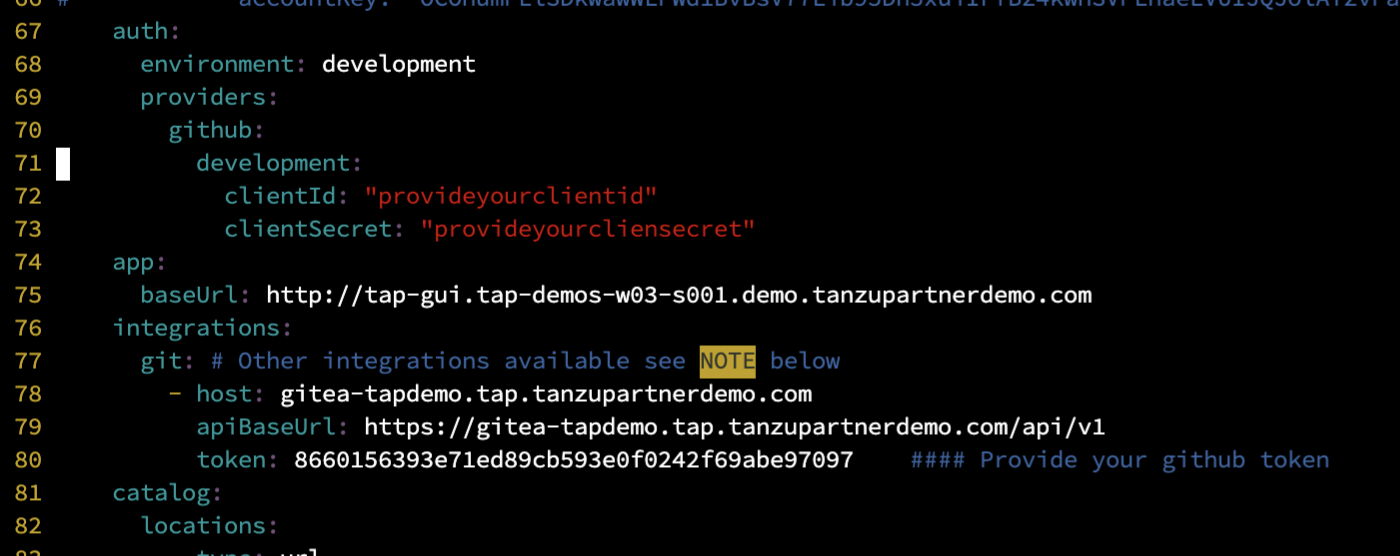 66 #            accountKey:
67     auth:
68       environment: development
69       providers:
70         github:
71           development:
72             clientId: "provideyourclientid"
73             clientSecret: "provideyourcliensecret"
74     app:
75       baseUrl: http://tap-gui.tap-demos-w03-s001.demo.tanzupartnerdemo.com
76     integrations:
77       git: # Other integrations available see NOTE below
78         - host: gitea-tapdemo.tap.tanzupartnerdemo.com
79           apiBaseUrl: https://gitea-tapdemo.tap.tanzupartnerdemo.com/api/v1
80           token: 8660156393e71ed89cb593e0f0242f69abe97097    #### Provide your github token
81     catalog:
82       locations: